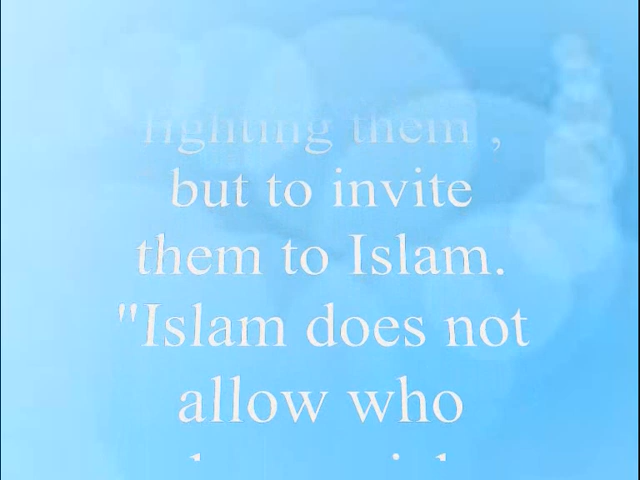 fighting them ,
but to invite
them to Islam.
"Islam does not
allow who